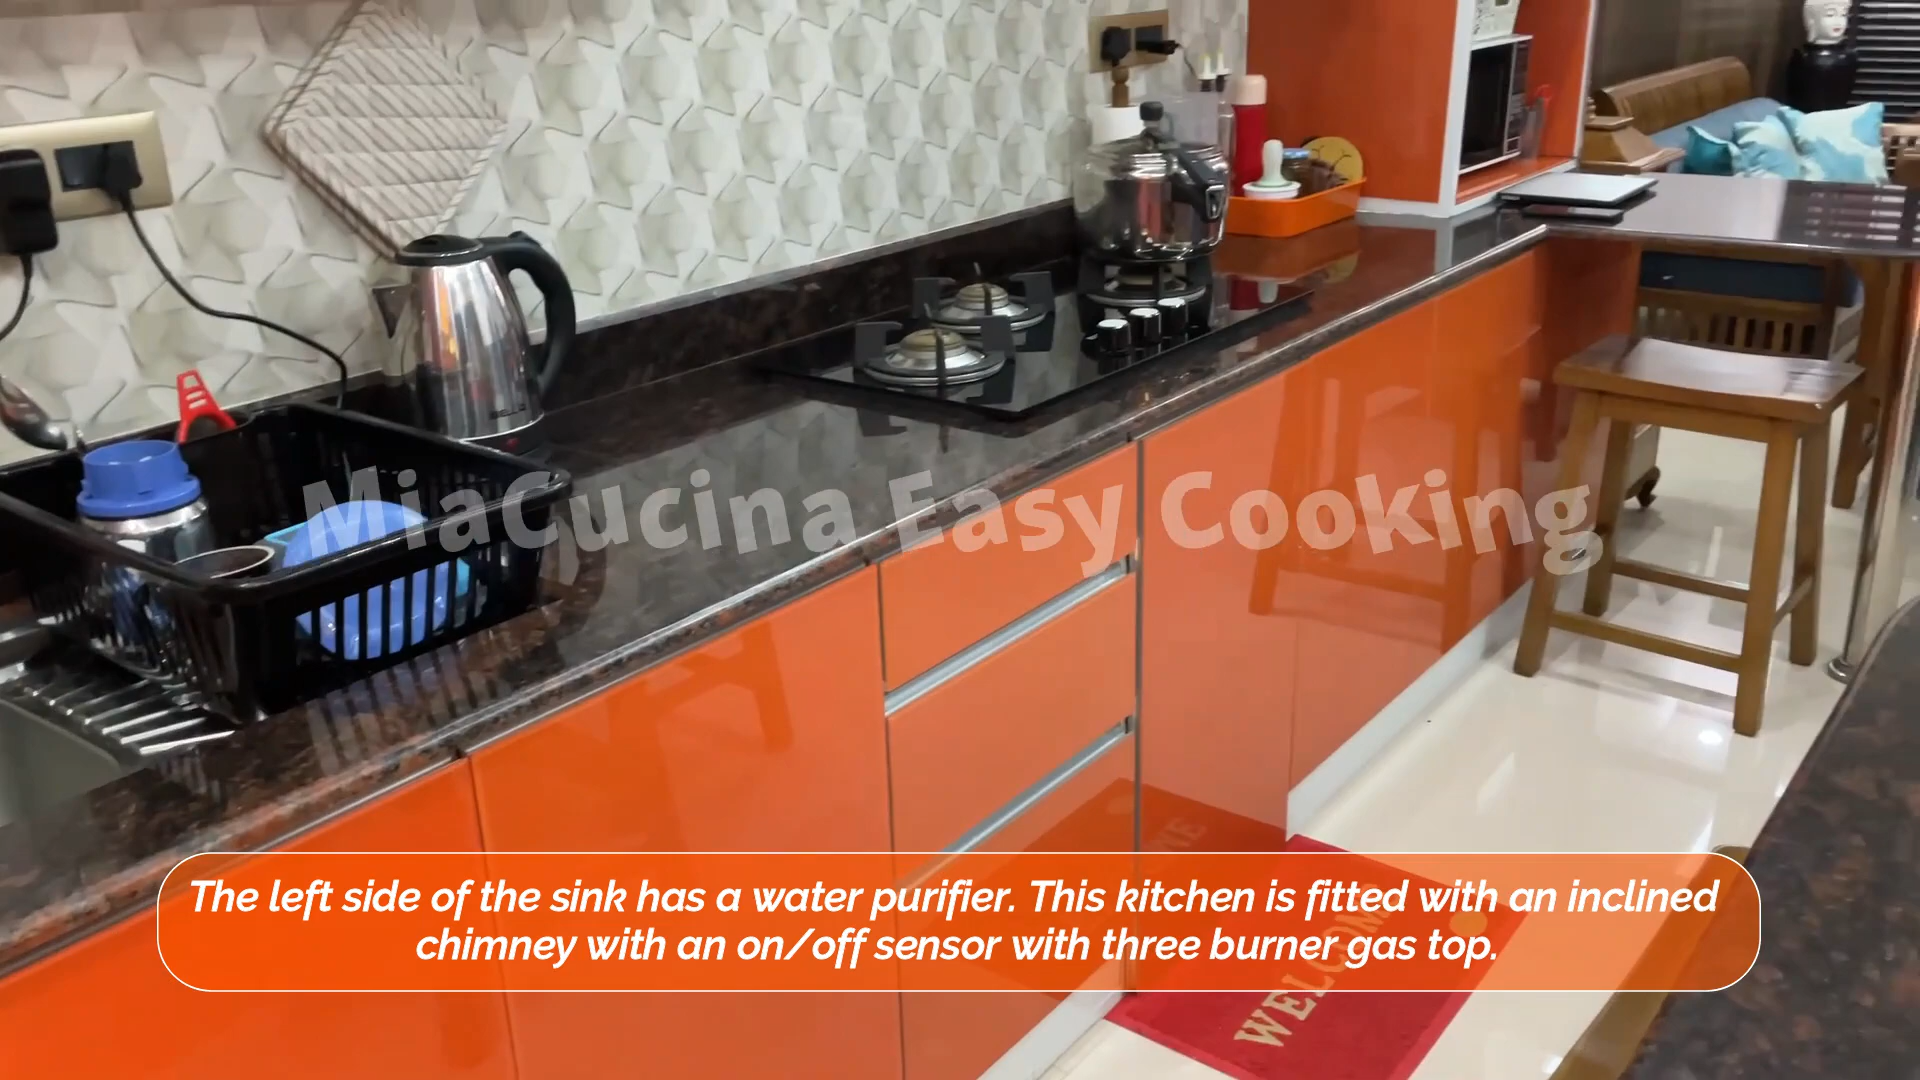 MiaCucina Easy Cooking
The left side of the sink has a water purifier. This kitchen is fitted with an inclined
chimney with an on/off sensor with three burner gas top.
WELCOME